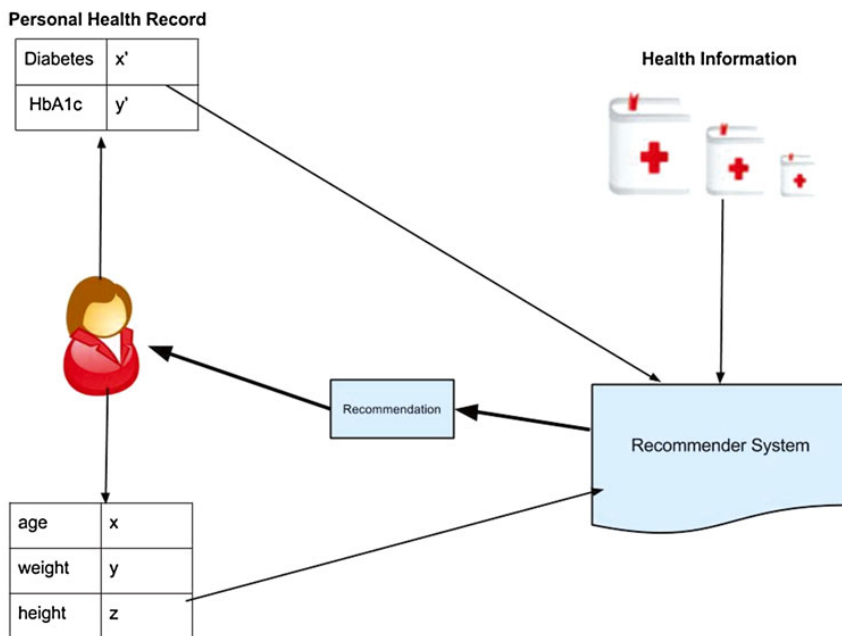 Personal Health Record
Diabetes x'
HbA1c y'
Health Information
Recommendation
Recommender System
age x
weight y
height z